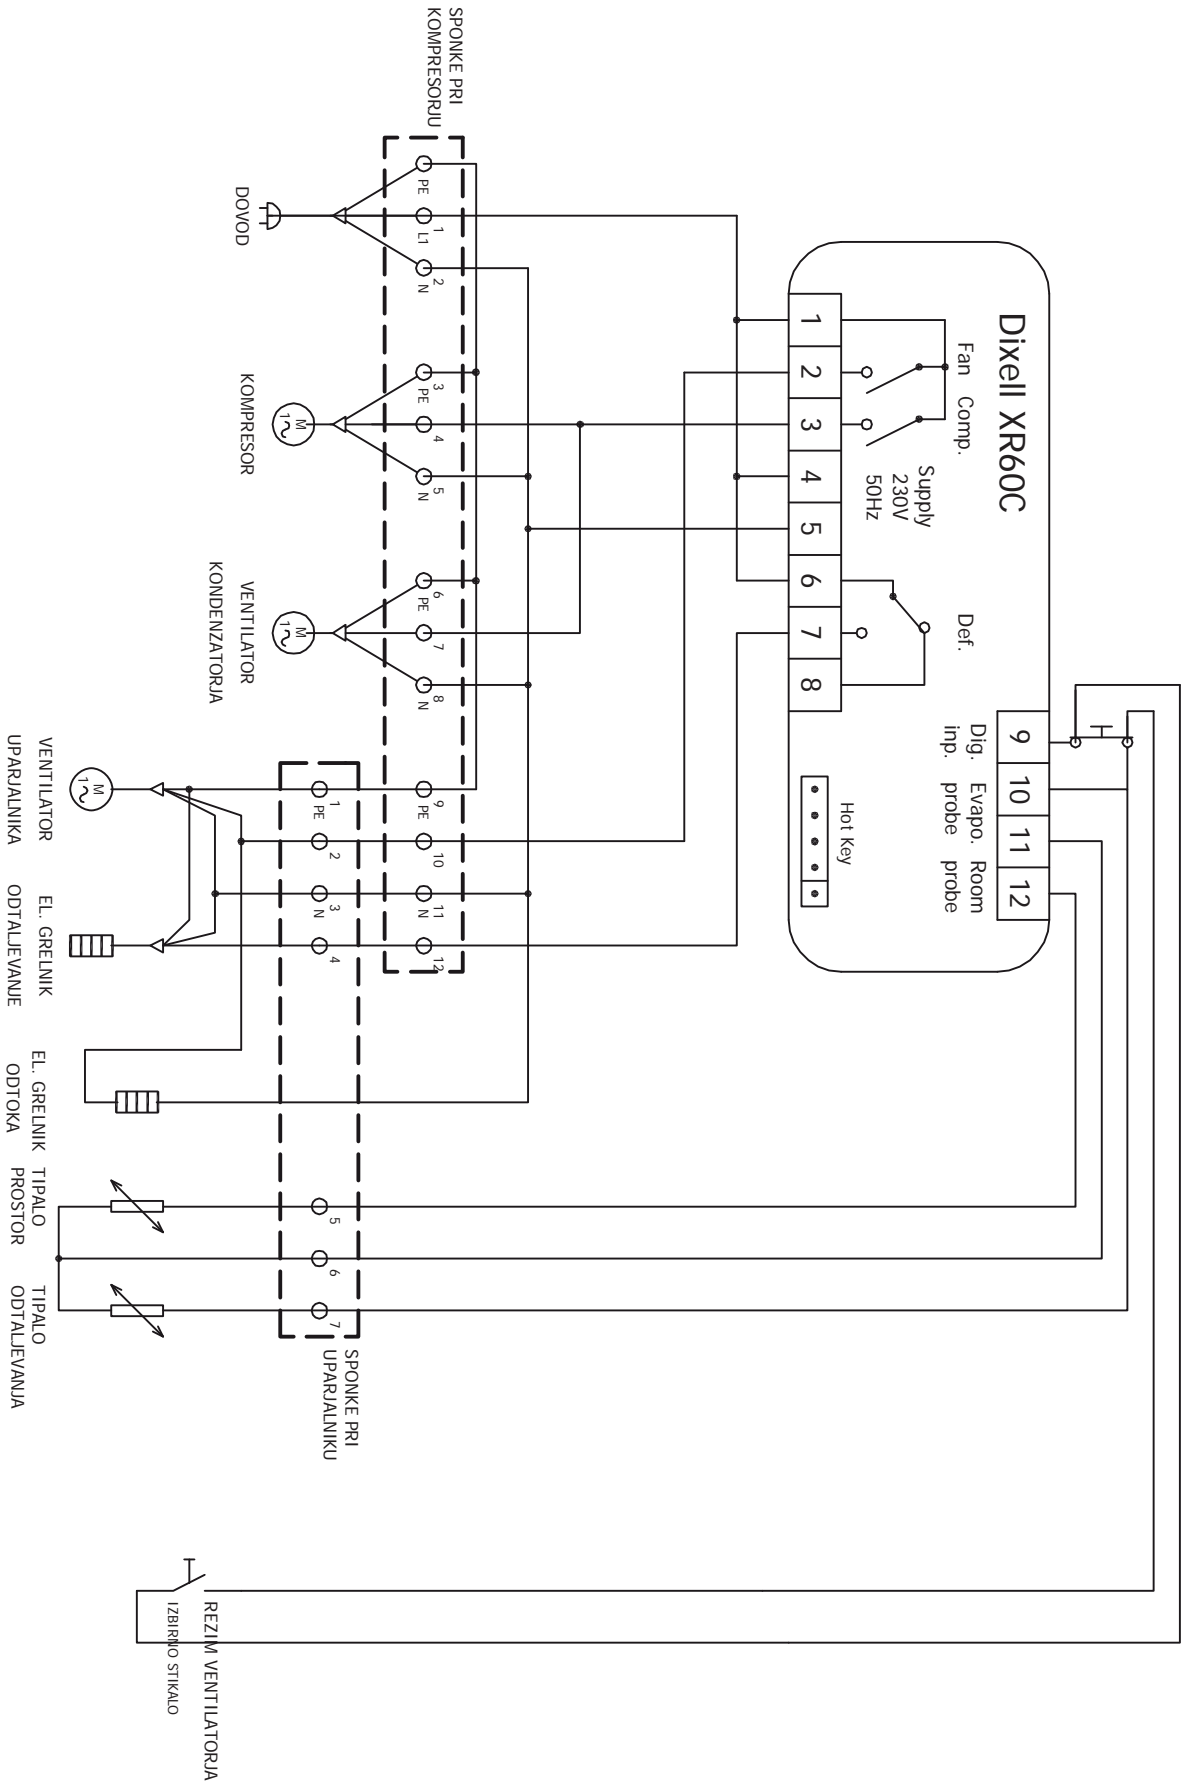 Dixell XR60C
Fan Comp.
Supply
230V
50Hz
Def.
1
2
3
4
5
6
7
8
Hot Key
Dig.
inp.
Evapo.
probe
Room
probe
9
10
11
12
SPONKE PRI
KOMPRESORJU
PE
1
L1
2
N
3
PE
4
5
N
6
PE
7
8
N
9
PE
10
11
N
12
1
PE
2
3
N
4
5
6
7
SPONKE PRI
UPARJALNIKU
DOVOD
M
1
KOMPRESOR
M
1
VENTILATOR
KONDENZATORJA
M
1
VENTILATOR
UPARJALNIKA
EL. GRELNIK
ODTALJEVANJE
EL. GRELNIK
ODTOKA
TIPALO
PROSTOR
TIPALO
ODTALJEVANJA
REZIM VENTILATORJA
IZBIRNO STIKALO